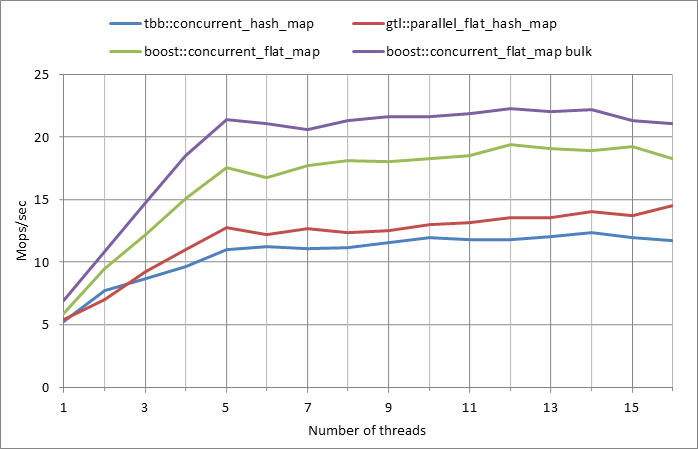 tbb::concurrent_hash_map gtl::parallel_flat_hash_map
boost::concurrent_flat_map boost::concurrent_flat_map bulk
25
20
15
10
5
0
Mops/sec
1 3 5 7 9 11 13 15
Number of threads